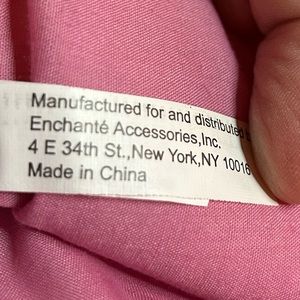 Manufactured for and distributed
Enchanté Accessories,Inc.
4 E 34th St.,New York,NY 10016
Made in China